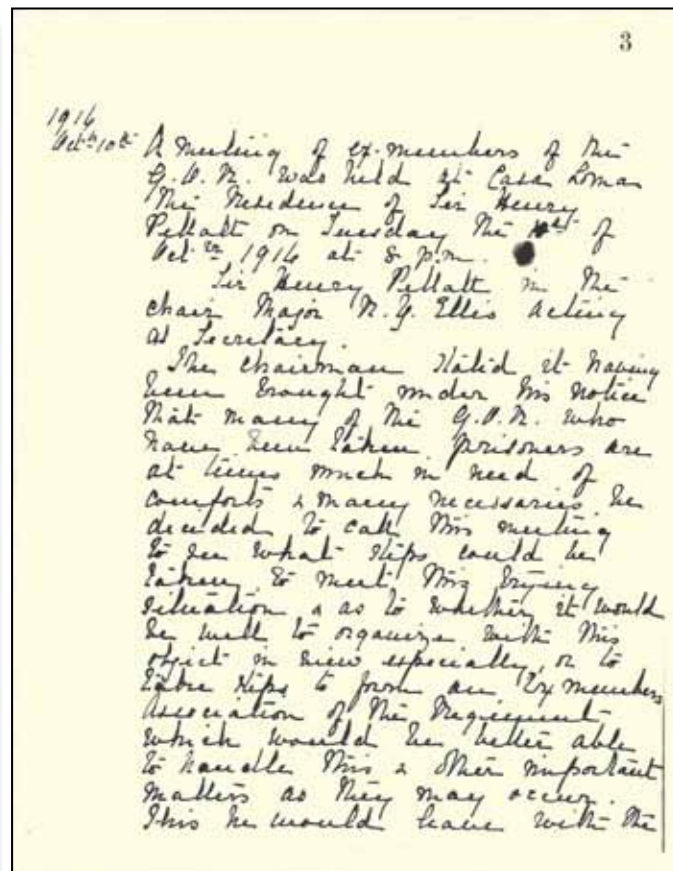 3
1916
Oct. 10th A meeting of ex-members of the
Q.O.R. was held at Casa Loma
the Residence of Sir Henry
Pellatt on Tuesday the of
Oct. 1916 at 8 p.m.
Sir Henry Pellatt in the
chair Major R.Y. Ellis acting
as Secretary.
The chairman stated it having
been brought under his notice
that many of the Q.O.R. who
have been taken prisoners are
at times much in need of
comforts & many necessaries he
decided to call this meeting
to see what steps could be
taken to meet this trying
situation & as to whether it would
be well to organize with this
object in view especially, or to
take steps to form an Ex members
Association of the Regiment
which would be better able
to handle this & other important
matters as they may occur.
This he would leave with the